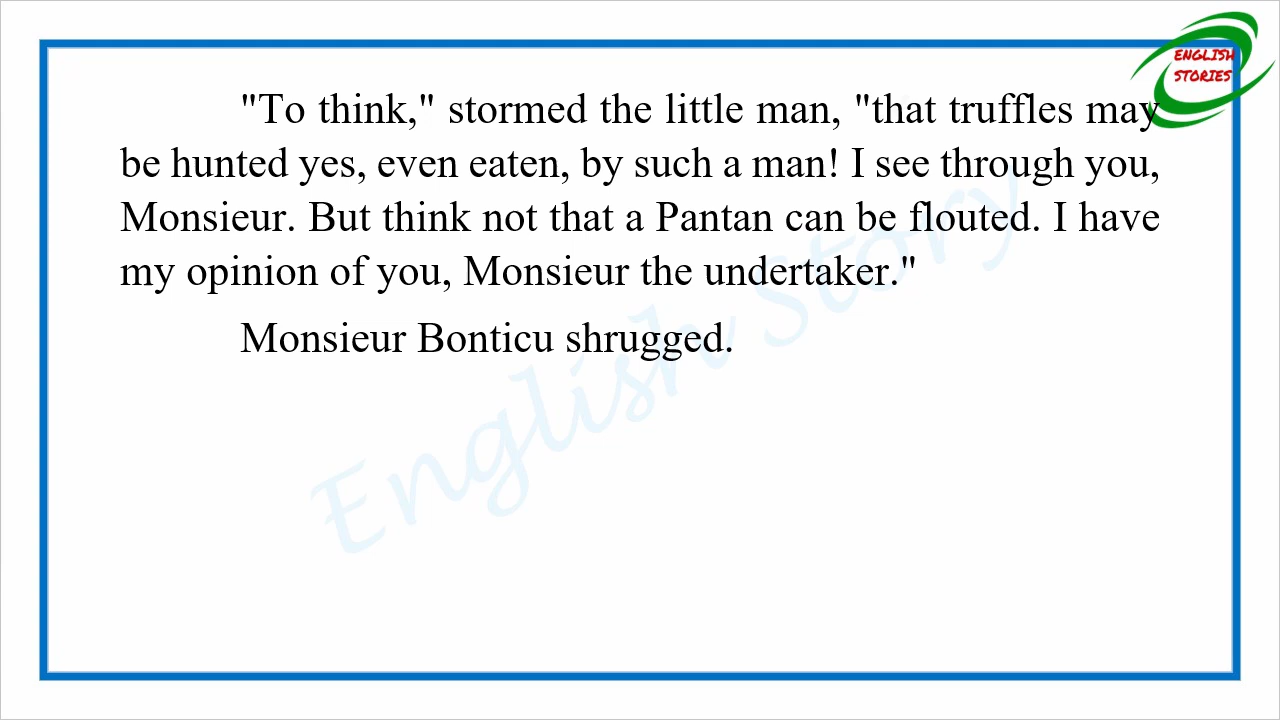 ENGLISH
STORIES
"To think," stormed the little man, "that truffles may
be hunted yes, even eaten, by such a man! I see through you,
Monsieur. But think not that a Pantan can be flouted. I have
my opinion of you, Monsieur the undertaker."
Monsieur Bonticu shrugged.
English Story